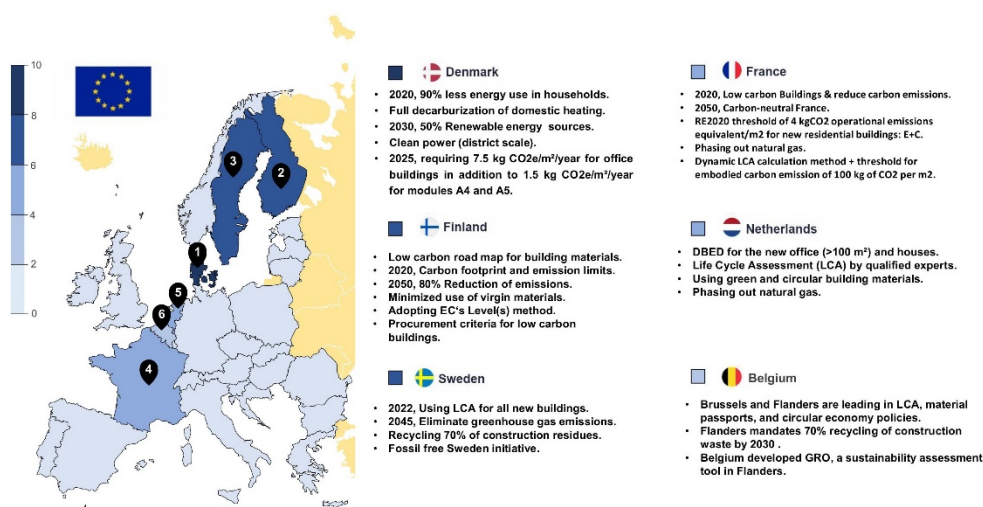 10
8
6
4
2
0
1
2
3
4
5
6
Denmark
• 2020, 90% less energy use in households.
• Full decarburization of domestic heating.
• 2030, 50% Renewable energy sources.
• Clean power (district scale).
• 2025, requiring 7.5 kg CO2e/m²/year for office
buildings in addition to 1.5 kg CO2e/m²/year
for modules A4 and A5.
Finland
• Low carbon road map for building materials.
• 2020, Carbon footprint and emission limits.
• 2050, 80% Reduction of emissions.
• Minimized use of virgin materials.
• Adopting EC's Level(s) method.
• Procurement criteria for low carbon
buildings.
Sweden
• 2022, Using LCA for all new buildings.
• 2045, Eliminate greenhouse gas emissions.
• Recycling 70% of construction residues.
• Fossil free Sweden initiative.
France
• 2020, Low carbon Buildings & reduce carbon emissions.
• 2050, Carbon-neutral France.
• RE2020 threshold of 4 kgCO2 operational emissions
equivalent/m2 for new residential buildings: E+C.
• Phasing out natural gas.
• Dynamic LCA calculation method + threshold for
embodied carbon emission of 100 kg of CO2 per m2.
Netherlands
• DBED for the new office (>100 m²) and houses.
• Life Cycle Assessment (LCA) by qualified experts.
• Using green and circular building materials.
• Phasing out natural gas.
Belgium
• Brussels and Flanders are leading in LCA, material
passports, and circular economy policies.
• Flanders mandates 70% recycling of construction
waste by 2030 .
• Belgium developed GRO, a sustainability assessment
tool in Flanders.